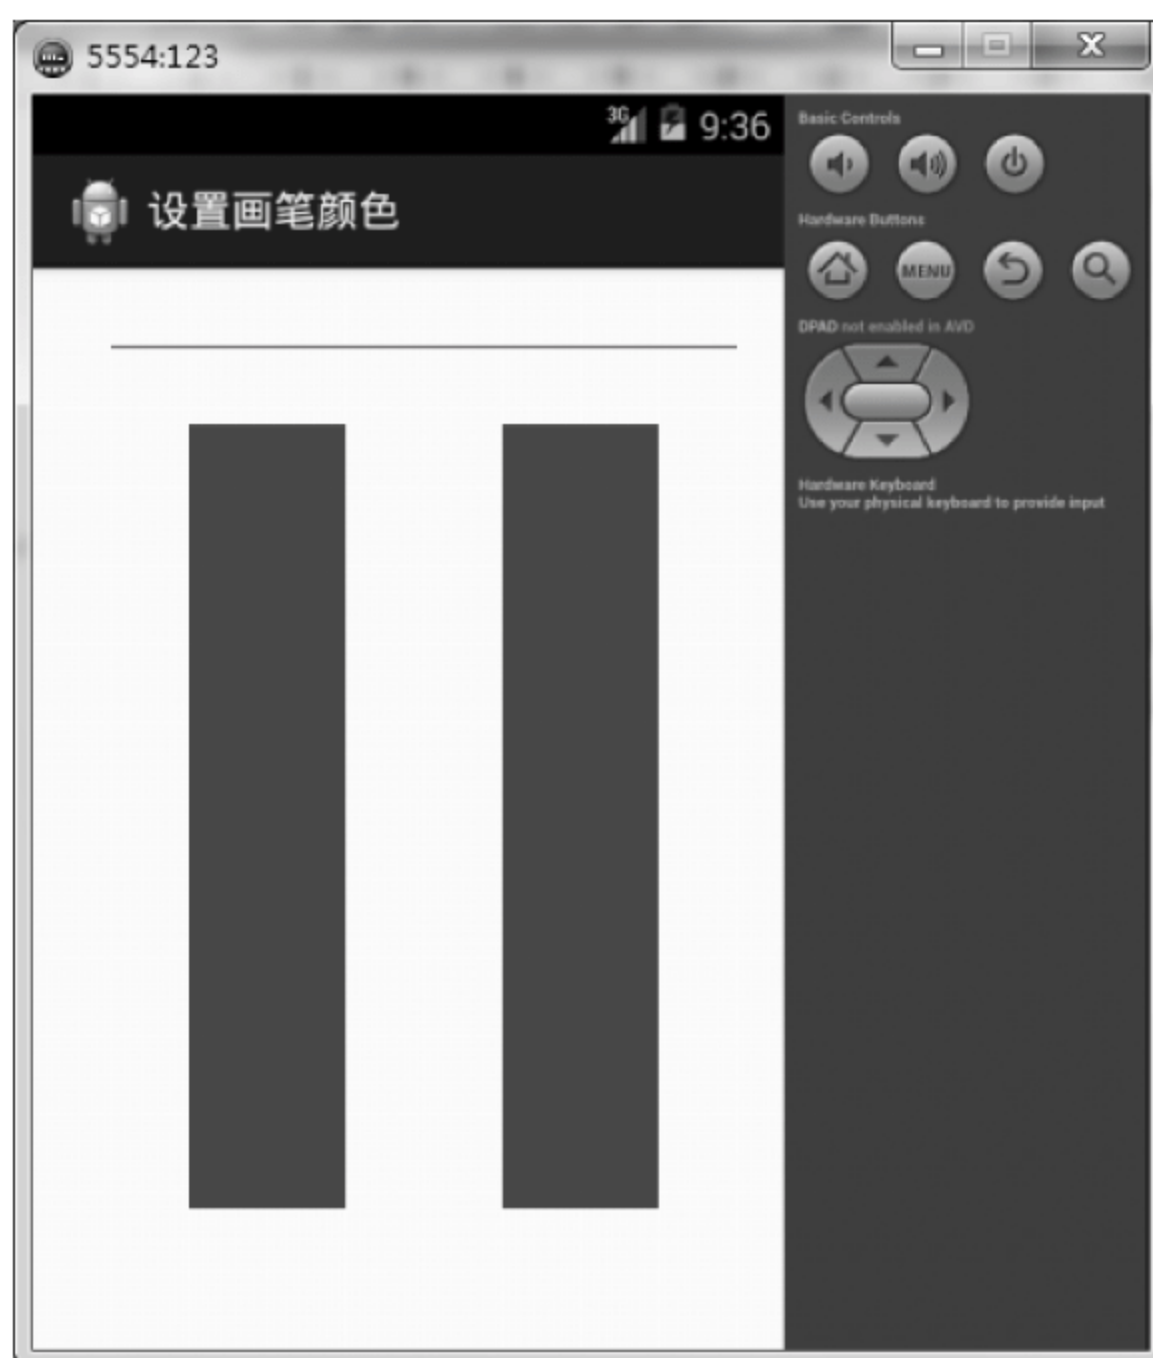 5554:123
3G 9:36
设置画笔颜色
Basic Controls
Hardware Buttons
MENU
DPAD not enabled in AVD
Hardware Keyboard
Use your physical keyboard to provide input